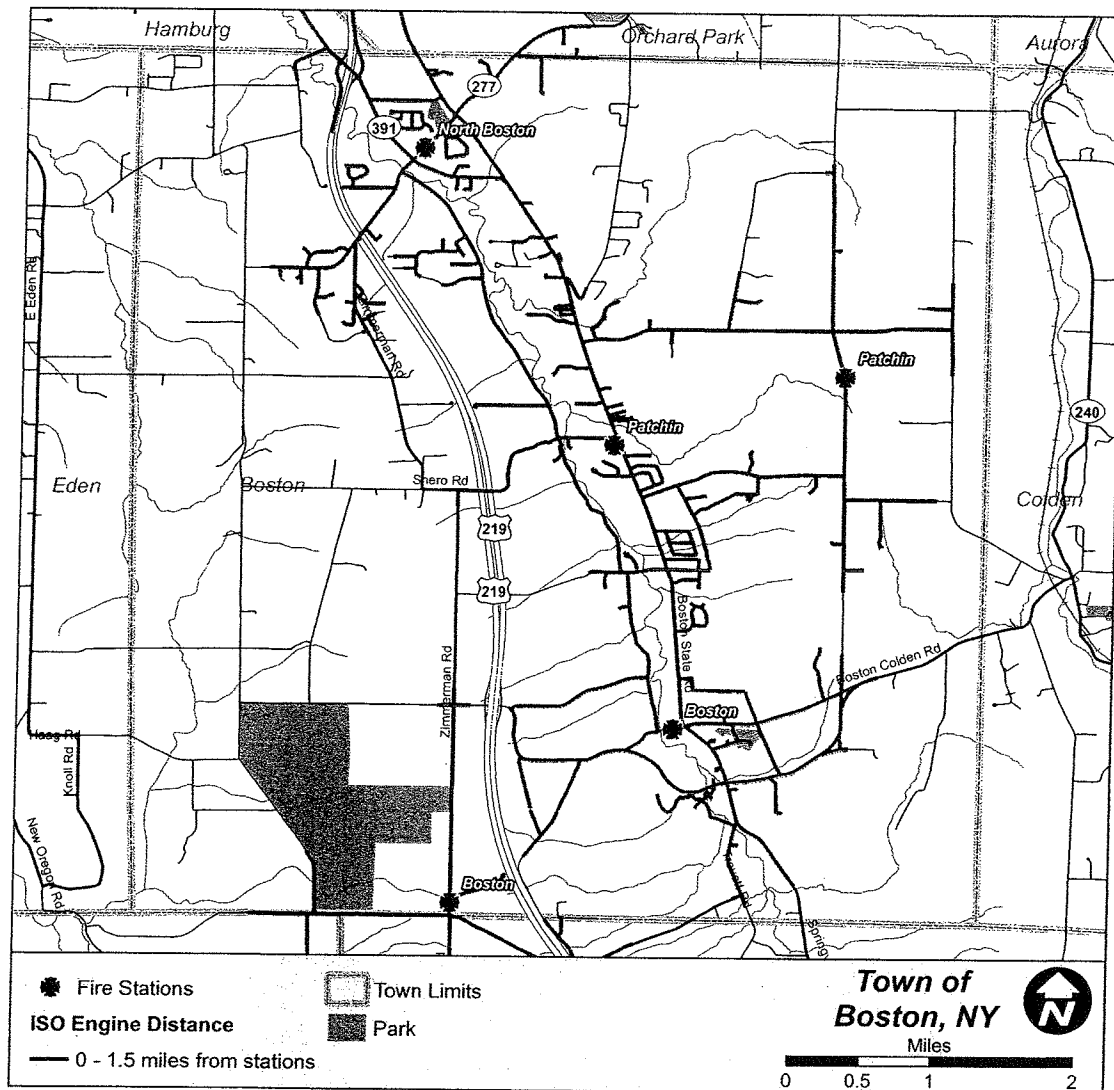 Hamburg
Orchard Park
Aurora
277
391
North Boston
E Eden Rd
Zimmerman Rd
Patchin
Patchin
240
Eden
Boston
Shero Rd
Colden
219
219
Boston State Rd
Zimmerman Rd
Boston Colden Rd
Boston
Haag Rd
Knoll Rd
New Oregon Rd
Boston
Fire Stations
ISO Engine Distance
0 - 1.5 miles from stations
Town Limits
Park
Town of
Boston, NY
N
Miles
0 0.5 1 2